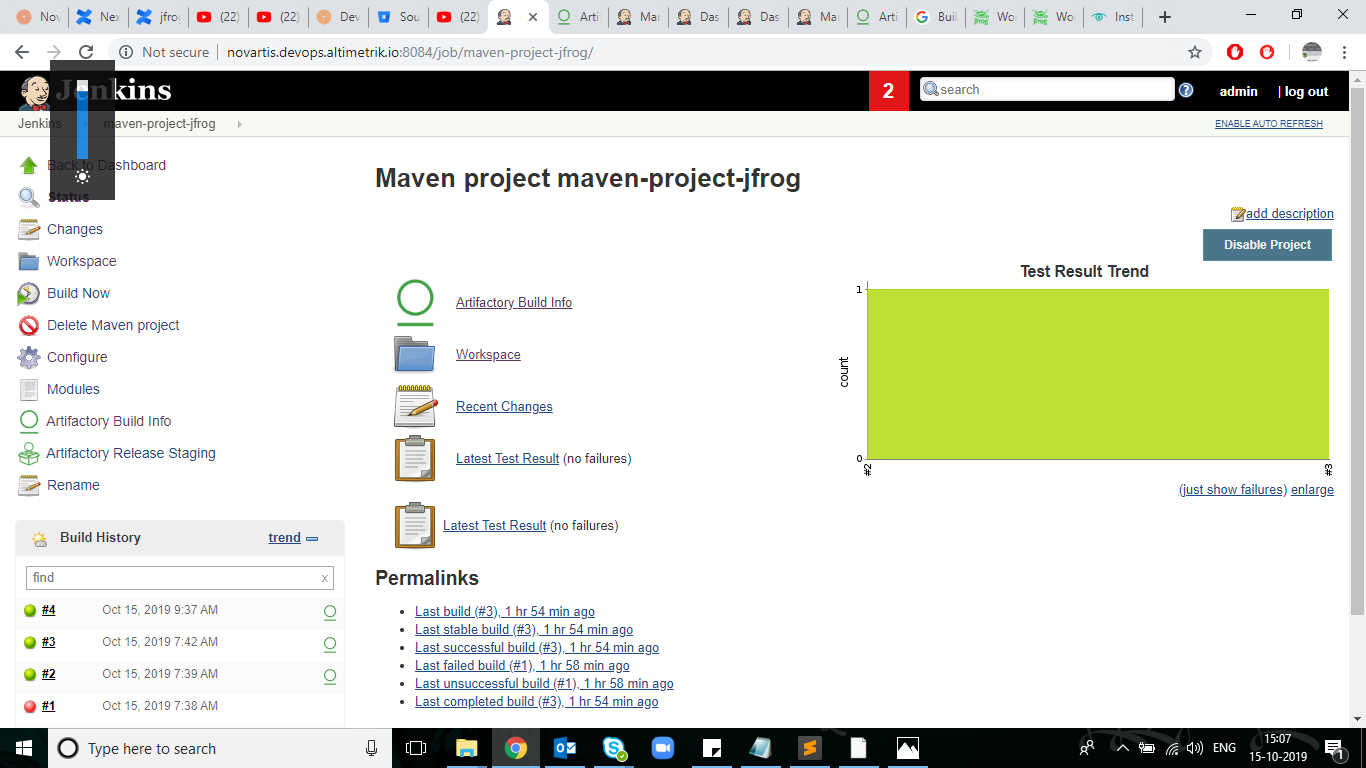 Nov
Nex
jfrog
(22)
(22)
Dev
Sou
(22)
Arti
Mar
Das
Das
Mar
Arti
Buil
Wo
Wo
Inst
Not secure
novartis.devops.altimetrik.io:8084/job/maven-project-jfrog/
Jenkins
2
search
admin
| log out
Jenkins
maven-project-jfrog
ENABLE AUTO REFRESH
Back to Dashboard
Status
Changes
Workspace
Build Now
Delete Maven project
Configure
Modules
Artifactory Build Info
Artifactory Release Staging
Rename
Build History
trend
find
x
#4 Oct 15, 2019 9:37 AM
#3 Oct 15, 2019 7:42 AM
#2 Oct 15, 2019 7:39 AM
#1 Oct 15, 2019 7:38 AM
Maven project maven-project-jfrog
add description
Disable Project
Artifactory Build Info
Workspace
Recent Changes
Latest Test Result (no failures)
Latest Test Result (no failures)
Test Result Trend
1
count
0
#2
#3
(just show failures) enlarge
Permalinks
Last build (#3), 1 hr 54 min ago
Last stable build (#3), 1 hr 54 min ago
Last successful build (#3), 1 hr 54 min ago
Last failed build (#1), 1 hr 58 min ago
Last unsuccessful build (#1), 1 hr 58 min ago
Last completed build (#3), 1 hr 54 min ago
Type here to search
ENG
15:07
15-10-2019
1